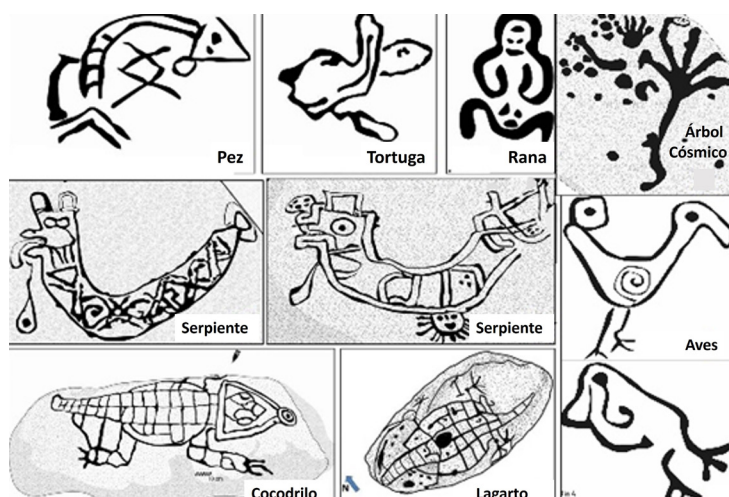 Pez
Tortuga
Rana
Árbol
Cósmico
Serpiente
Serpiente
Aves
Cocodrilo
N
Lagarto